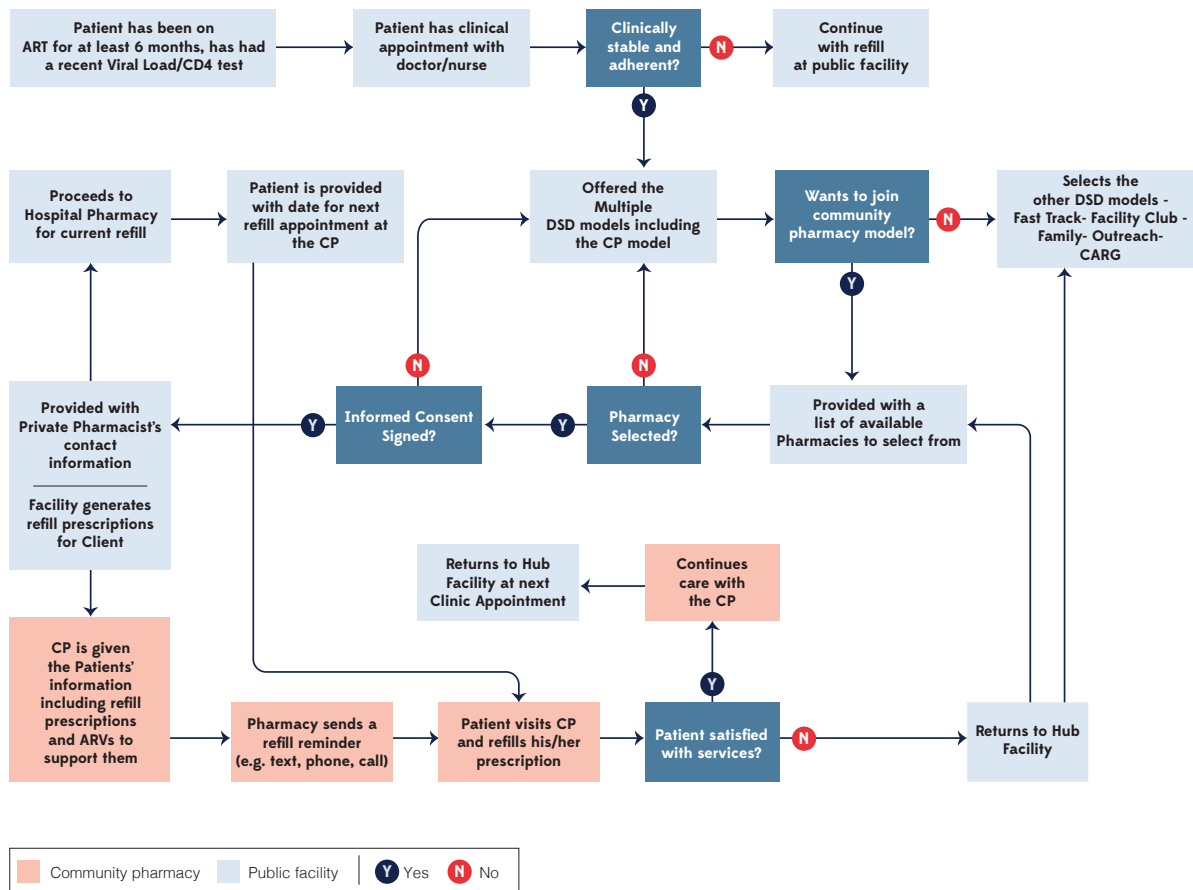 Patient has been on
ART for at least 6 months, has had
a recent Viral Load/CD4 test
Patient has clinical
appointment with
doctor/nurse
Clinically
stable and
adherent?
N
Continue
with refill
at public facility
Y
Proceeds to
Hospital Pharmacy
for current refill
Patient is provided
with date for next
refill appointment at
the CP
Offered the
Multiple
DSD models including
the CP model
Wants to join
community
pharmacy model?
N
Selects the
other DSD models -
Fast Track- Facility Club -
Family- Outreach-
CARG
Y
N
N
Provided with
Private Pharmacist's
contact
information
Facility generates
refill prescriptions
for Client
Y
Informed Consent
Signed?
Y
Pharmacy
Selected?
Provided with a
list of available
Pharmacies to select from
Returns to Hub
Facility at next
Clinic Appointment
Continues
care with
the CP
Y
CP is given
the Patients'
information
including refill
prescriptions
and ARVs to
support them
Pharmacy sends a
refill reminder
(e.g. text, phone, call)
Patient visits CP
and refills his/her
prescription
Patient satisfied
with services?
N
Returns to Hub
Facility
Community pharmacy
Public facility
Y Yes
N No